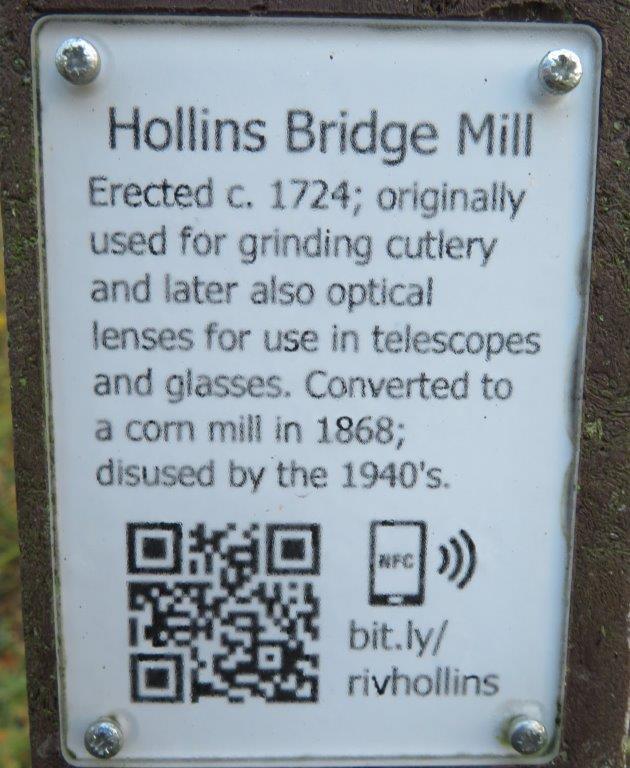 Hollins Bridge Mill
Erected c. 1724; originally
used for grinding cutlery
and later also optical
lenses for use in telescopes
and glasses. Converted to
a corn mill in 1868;
disused by the 1940's.
NFC
bit.ly/
rivhollins